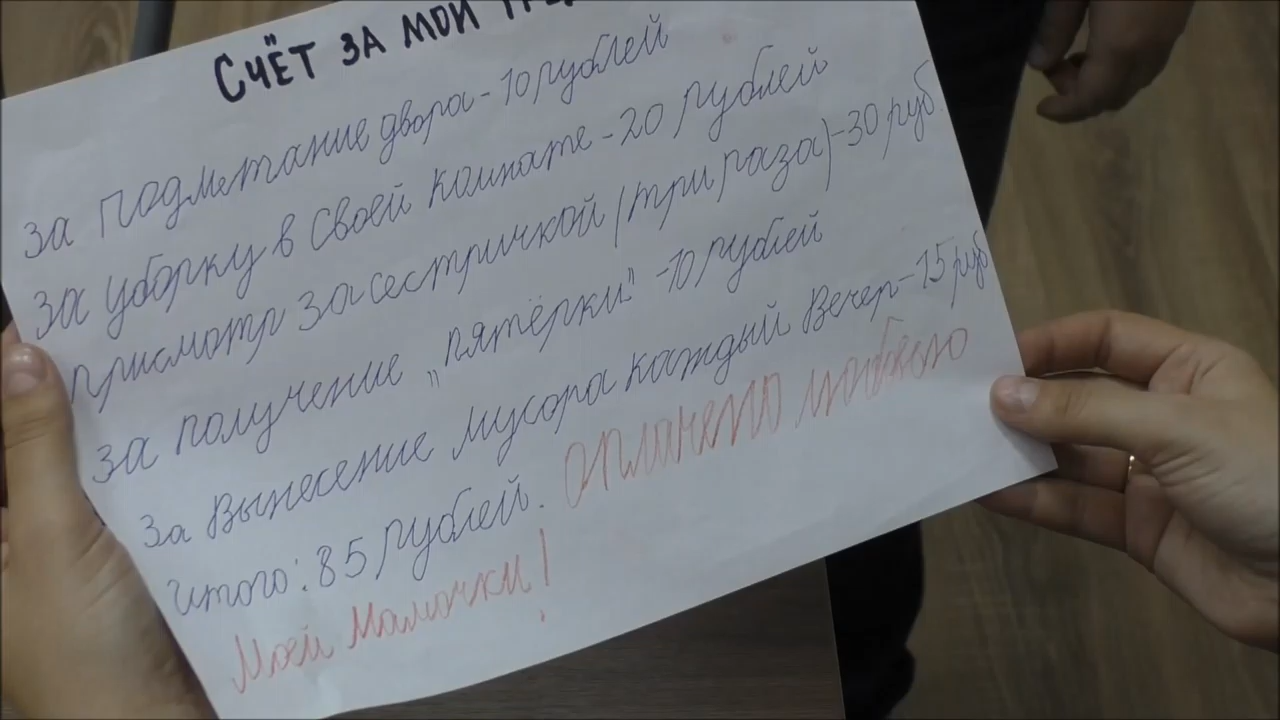 СЧЁТ ЗА МОЙ
за подметание двора-10 рублей
за уборку в своей комнате-20 рублей
присмотр за сестричкой (три раза)-30 руб.
за получение „пятёрки" -10 рублей
за вынесение мусора каждый вечер-15 руб
итого: 85 рублей. оплачено любовью
Моей мамочки!